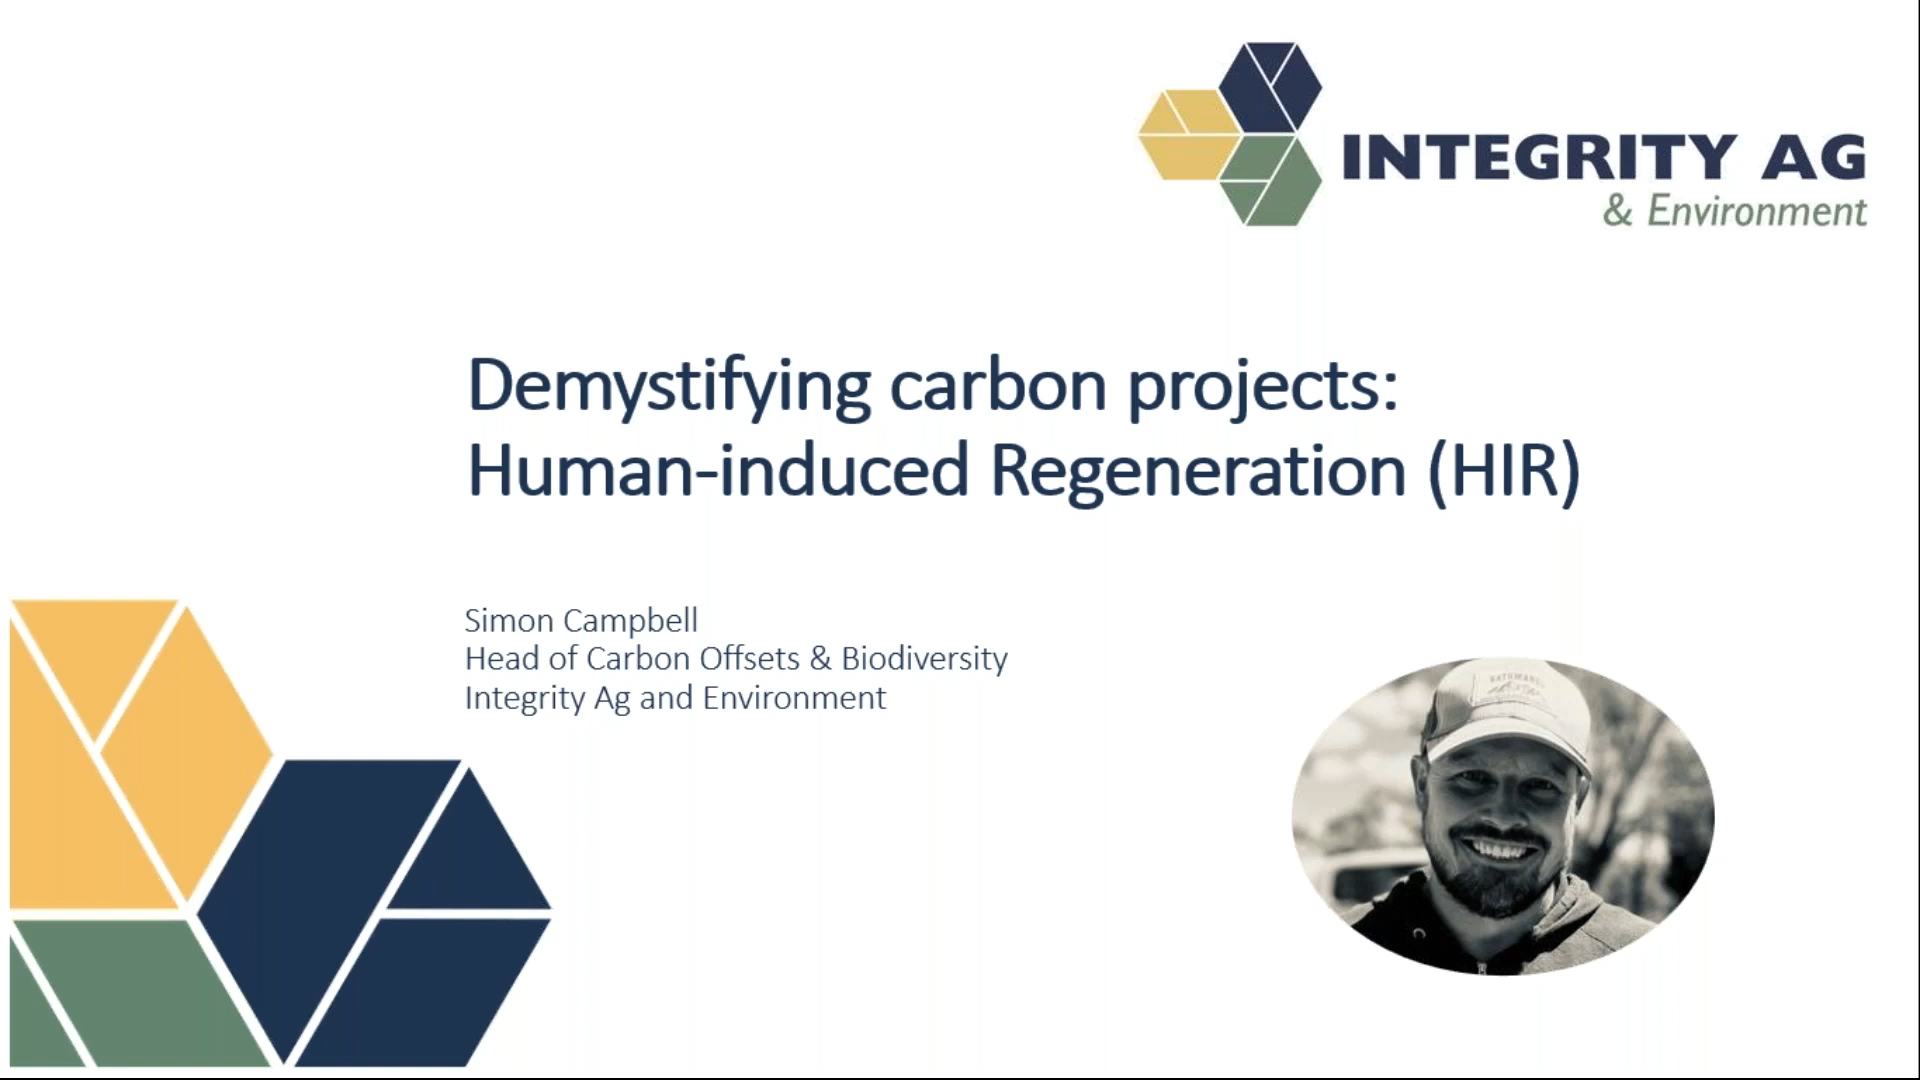 INTEGRITY AG
& Environment
Demystifying carbon projects:
Human-induced Regeneration (HIR)
Simon Campbell
Head of Carbon Offsets & Biodiversity
Integrity Ag and Environment
KATHMANDU